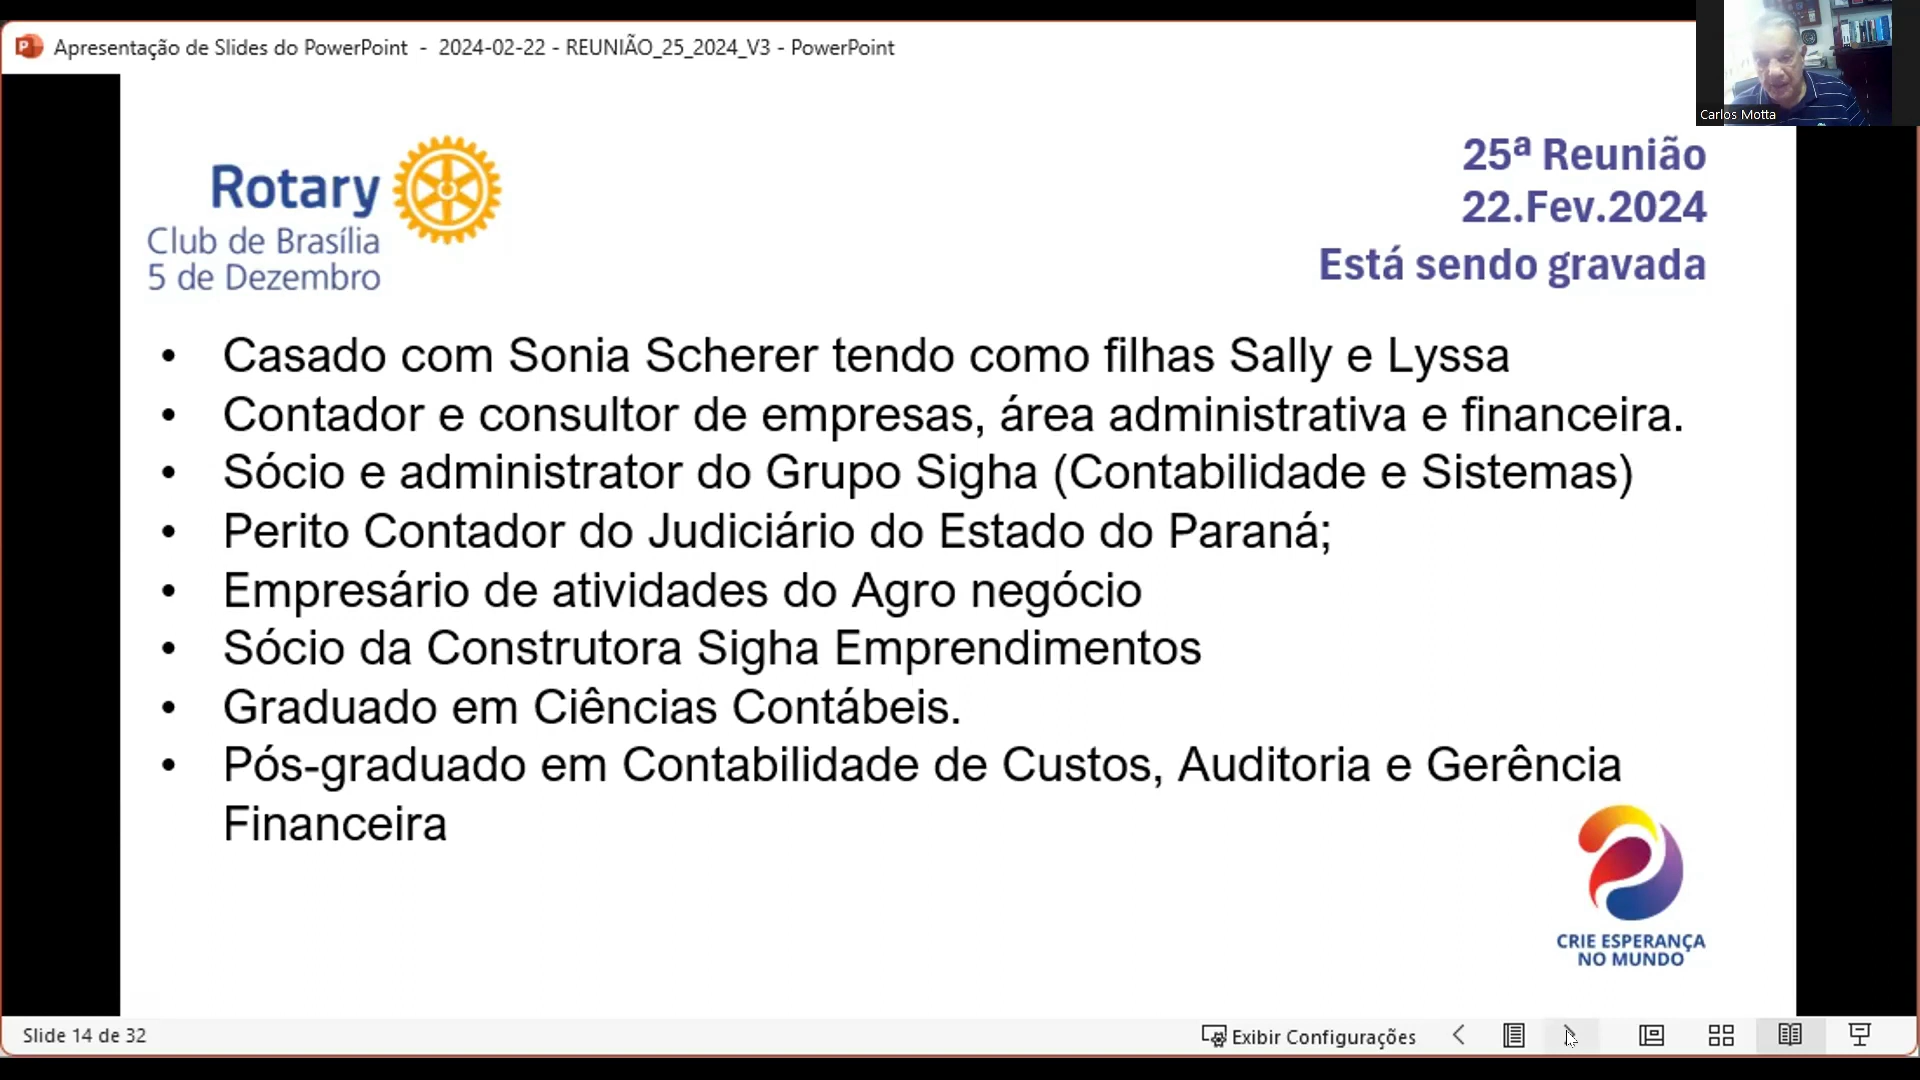 Apresentação de Slides do PowerPoint - 2024-02-22 - REUNIÃO_25_2024_V3 - PowerPoint
Carlos Motta
Rotary
Club de Brasília
5 de Dezembro
25ª Reunião
22.Fev.2024
Está sendo gravada
• Casado com Sonia Scherer tendo como filhas Sally e Lyssa
• Contador e consultor de empresas, área administrativa e financeira.
• Sócio e administrator do Grupo Sigha (Contabilidade e Sistemas)
• Perito Contador do Judiciário do Estado do Paraná;
• Empresário de atividades do Agro negócio
• Sócio da Construtora Sigha Emprendimentos
• Graduado em Ciências Contábeis.
• Pós-graduado em Contabilidade de Custos, Auditoria e Gerência
Financeira
CRIE ESPERANÇA
NO MUNDO
Slide 14 de 32
Exibir Configurações